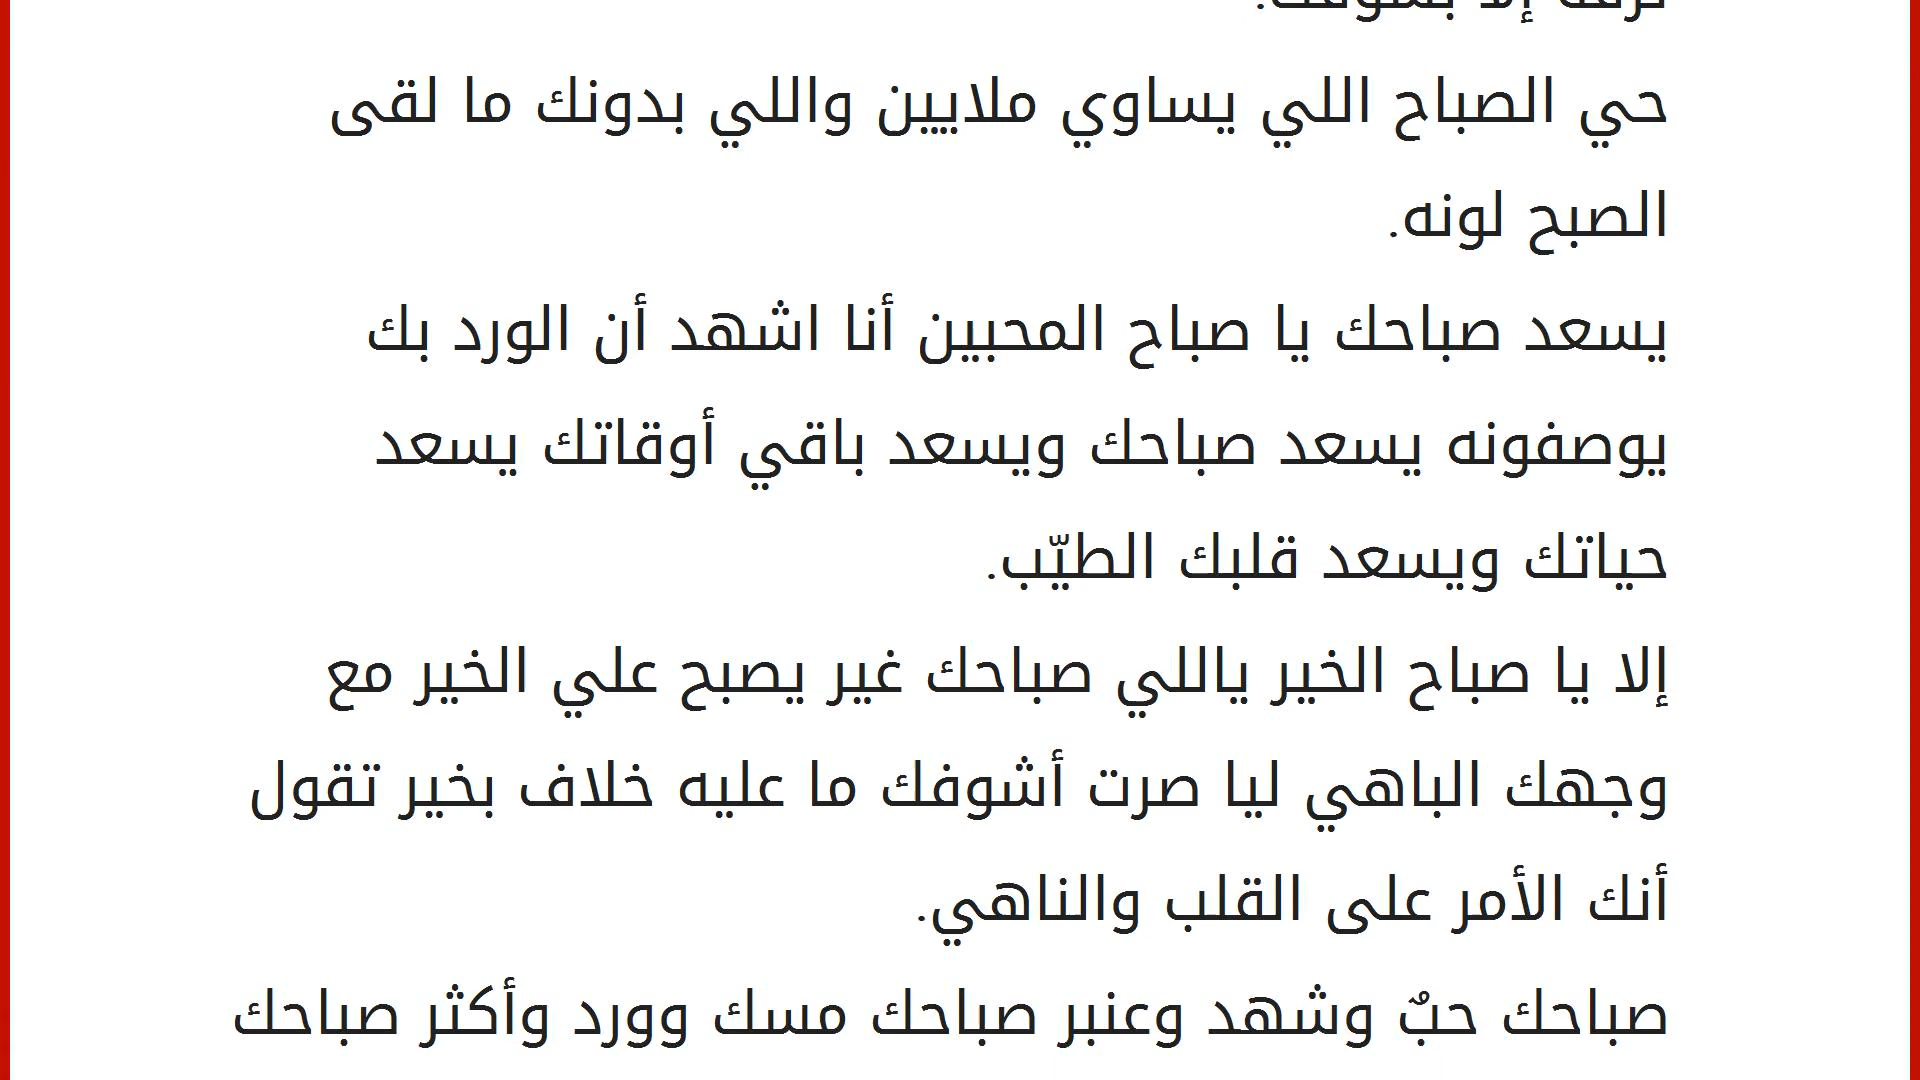 حي الصباح اللي يساوي ملايين واللي بدونك ما لقى
الصبح لونه.
يسعد صباحك يا صباح المحبين أنا اشهد أن الورد بك
يوصفونه يسعد صباحك ويسعد باقي أوقاتك يسعد
حياتك ويسعد قلبك الطيّب.
إلا يا صباح الخير ياللي صباحك غير يصبح علي الخير مع
وجهك الباهي ليا صرت أشوفك ما عليه خلاف بخير تقول
أنك الأمر على القلب والناهي.
صباحك حبٌ وشهد وعنبر صباحك مسك وورد وأكثر صباحك